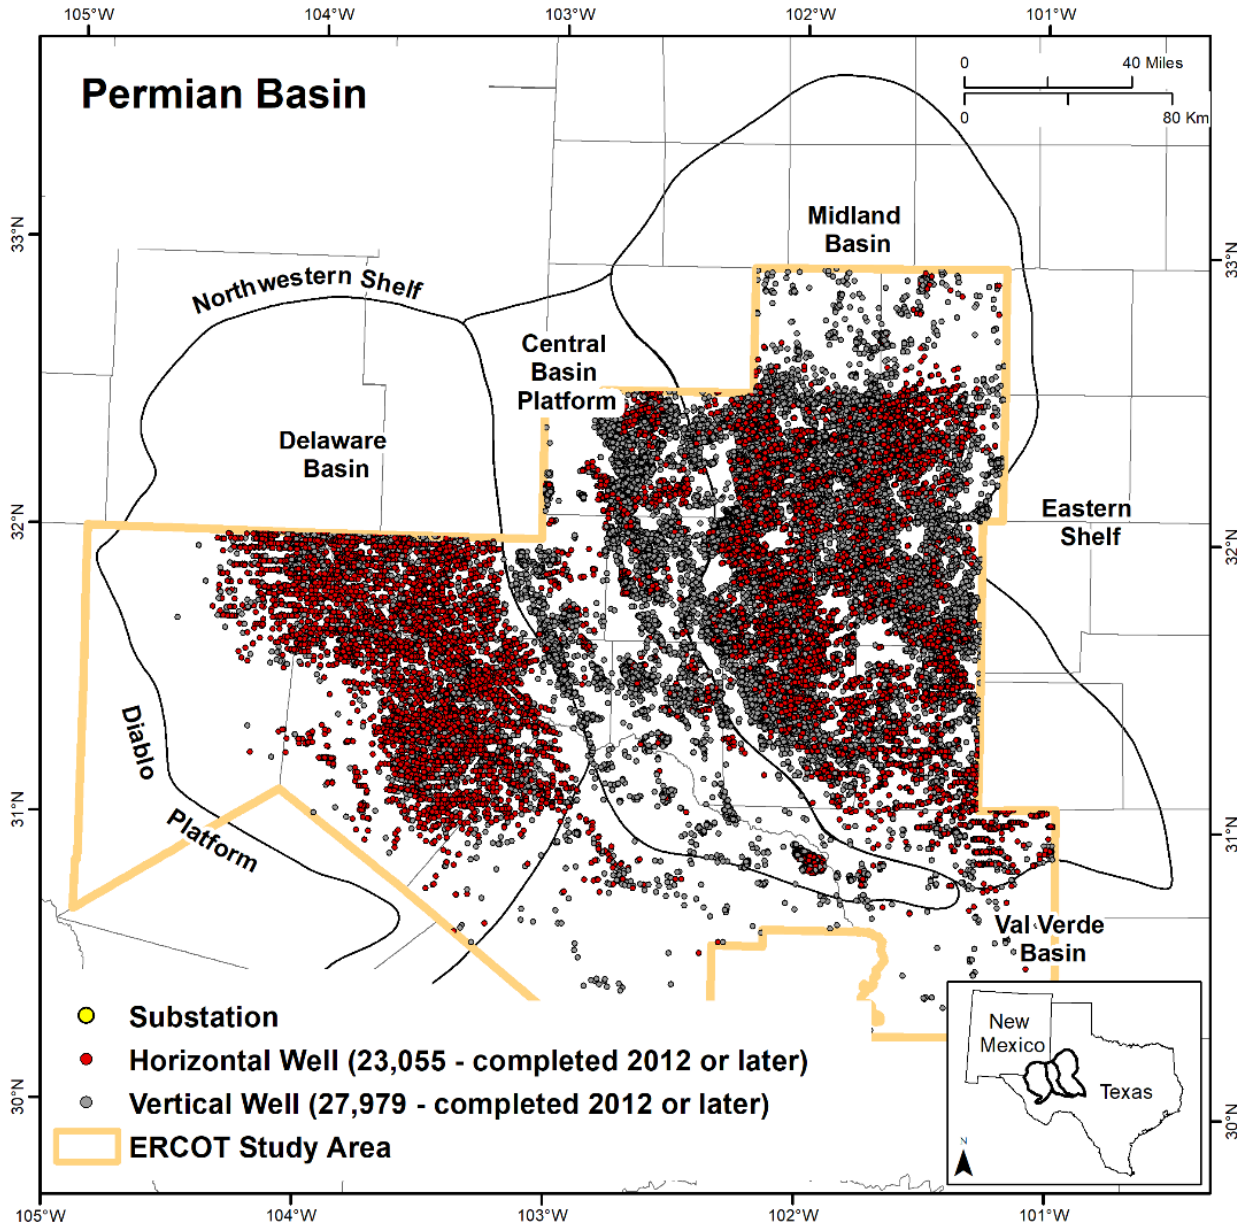 105°W
104°W
103°W
102°W
101°W
0
40 Miles
0
80 Km
Permian Basin
33°N
33°N
Midland
Basin
Northwestern Shelf
Central
Basin
Platform
Delaware
Basin
32°N
Eastern
Shelf
32°N
Diablo
Platform
31°N
31°N
Val Verde
Basin
Substation
Horizontal Well (23,055 - completed 2012 or later)
Vertical Well (27,979 - completed 2012 or later)
ERCOT Study Area
New
Mexico
Texas
N
30°N
30°N
105°W
104°W
103°W
102°W
101°W